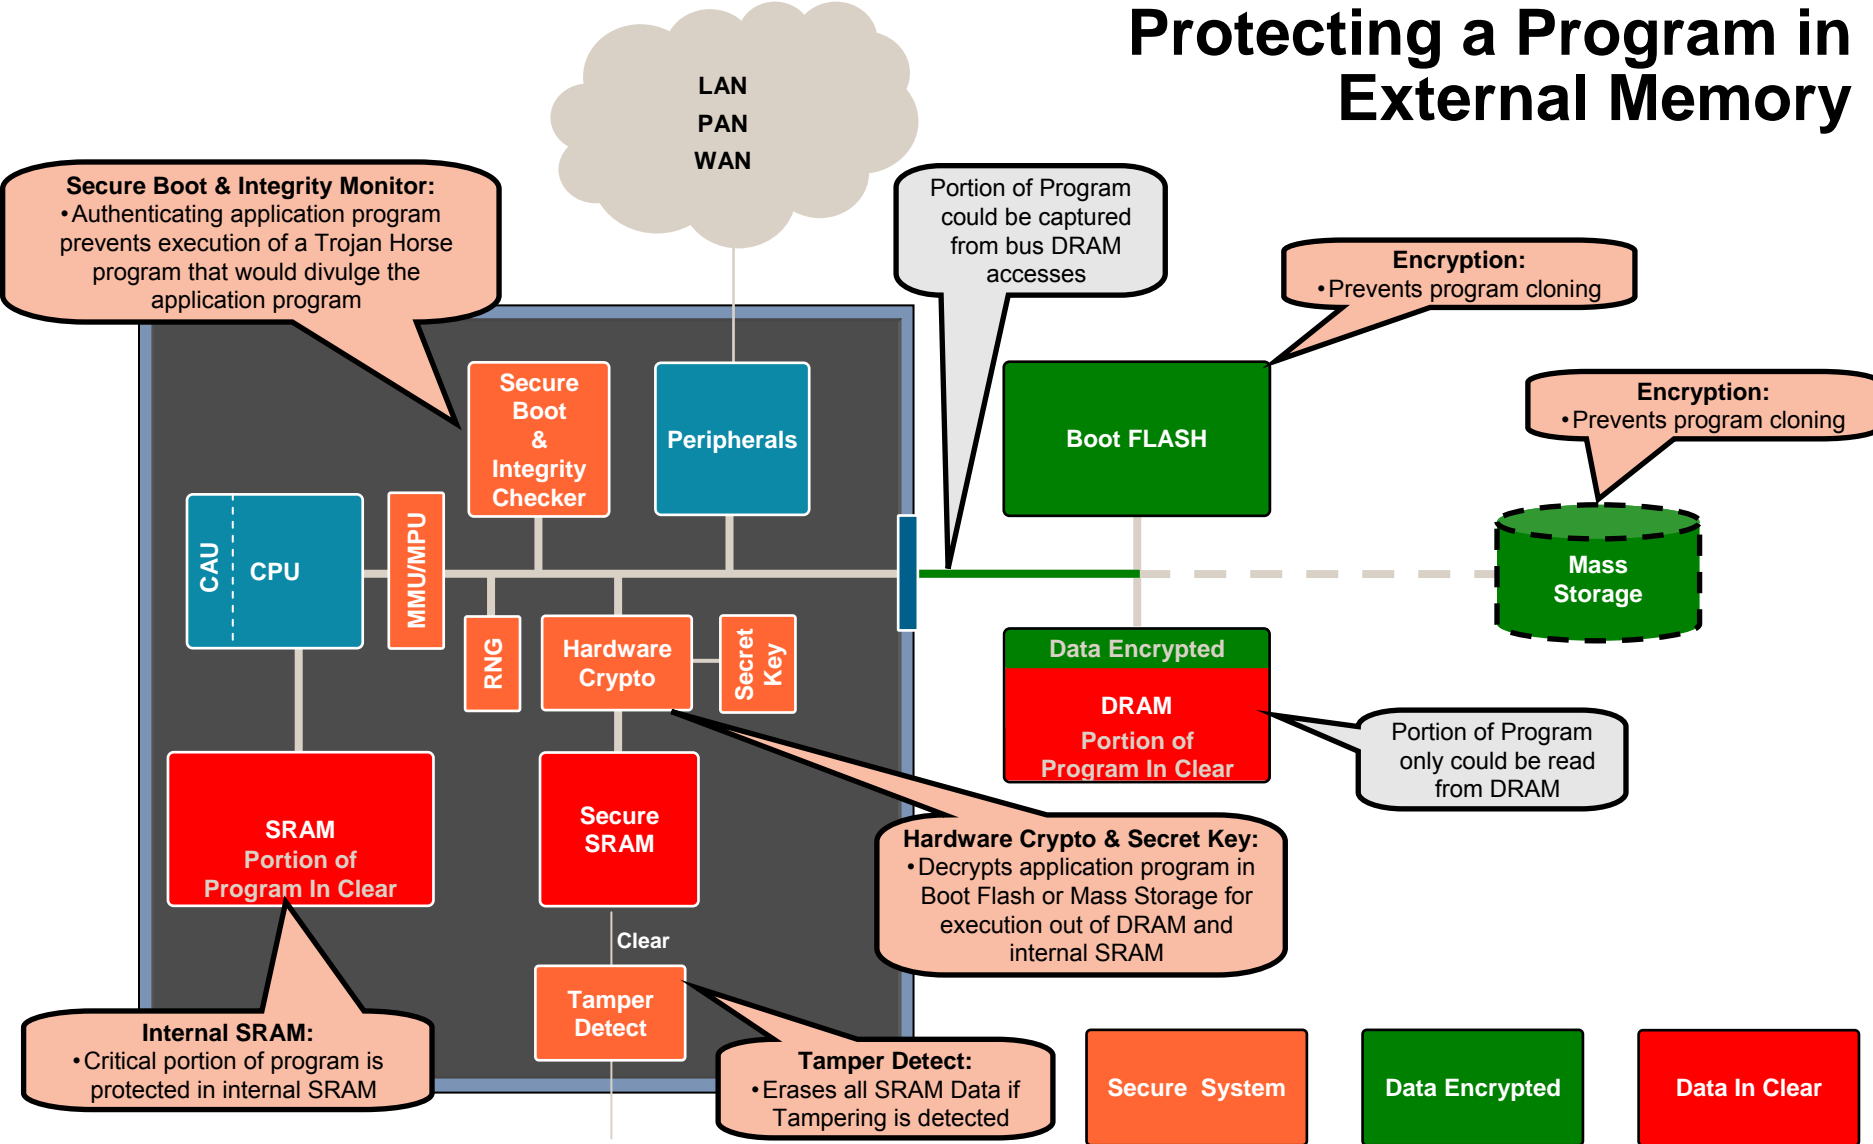 Protecting a Program in
External Memory
LAN
PAN
WAN
Secure Boot & Integrity Monitor:
•Authenticating application program
prevents execution of a Trojan Horse
program that would divulge the
application program
Portion of Program
could be captured
from bus DRAM
accesses
Encryption:
•Prevents program cloning
Encryption:
•Prevents program cloning
Secure
Boot
&
Integrity
Checker
Peripherals
Boot FLASH
CAU
CPU
MMU/MPU
Mass
Storage
RNG
Hardware
Crypto
Secret
Key
Data Encrypted
DRAM
Portion of
Program In Clear
Portion of Program
only could be read
from DRAM
SRAM
Portion of
Program In Clear
Secure
SRAM
Hardware Crypto & Secret Key:
•Decrypts application program in
Boot Flash or Mass Storage for
execution out of DRAM and
internal SRAM
Clear
Tamper
Detect
Internal SRAM:
•Critical portion of program is
protected in internal SRAM
Tamper Detect:
•Erases all SRAM Data if
Tampering is detected
Secure System
Data Encrypted
Data In Clear